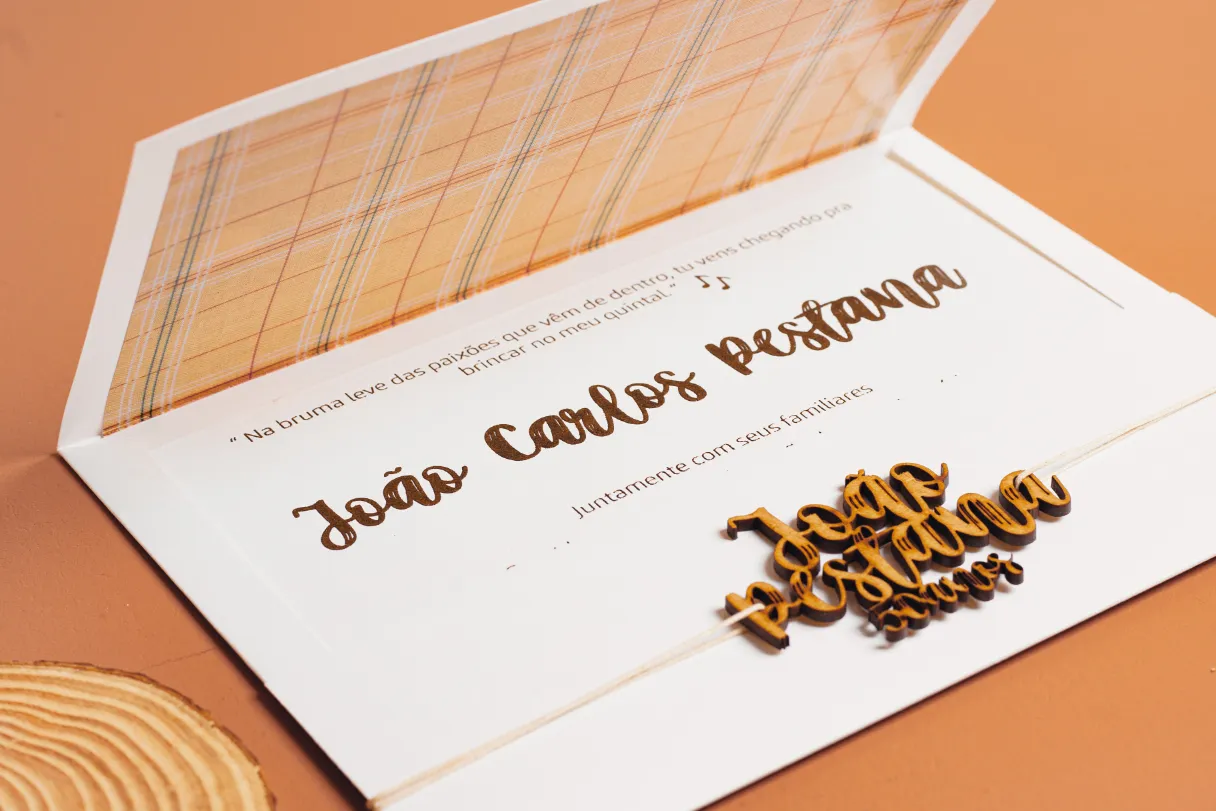 “ Na bruma leve das paixões que vêm de dentro, tu vens chegando pra
brincar no meu quintal.”
João Carlos Pestana
Juntamente com seus familiares
João
Pestana